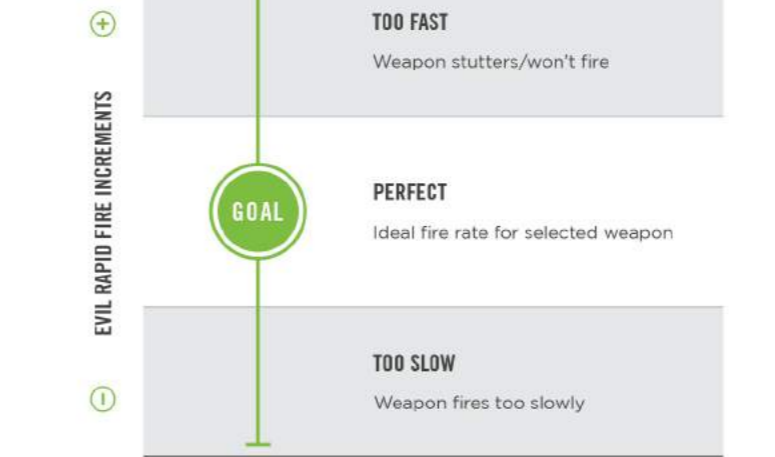 TOO FAST
Weapon stutters/won't fire
EVIL RAPID FIRE INCREMENTS
GOAL
PERFECT
Ideal fire rate for selected weapon
TOO SLOW
Weapon fires too slowly